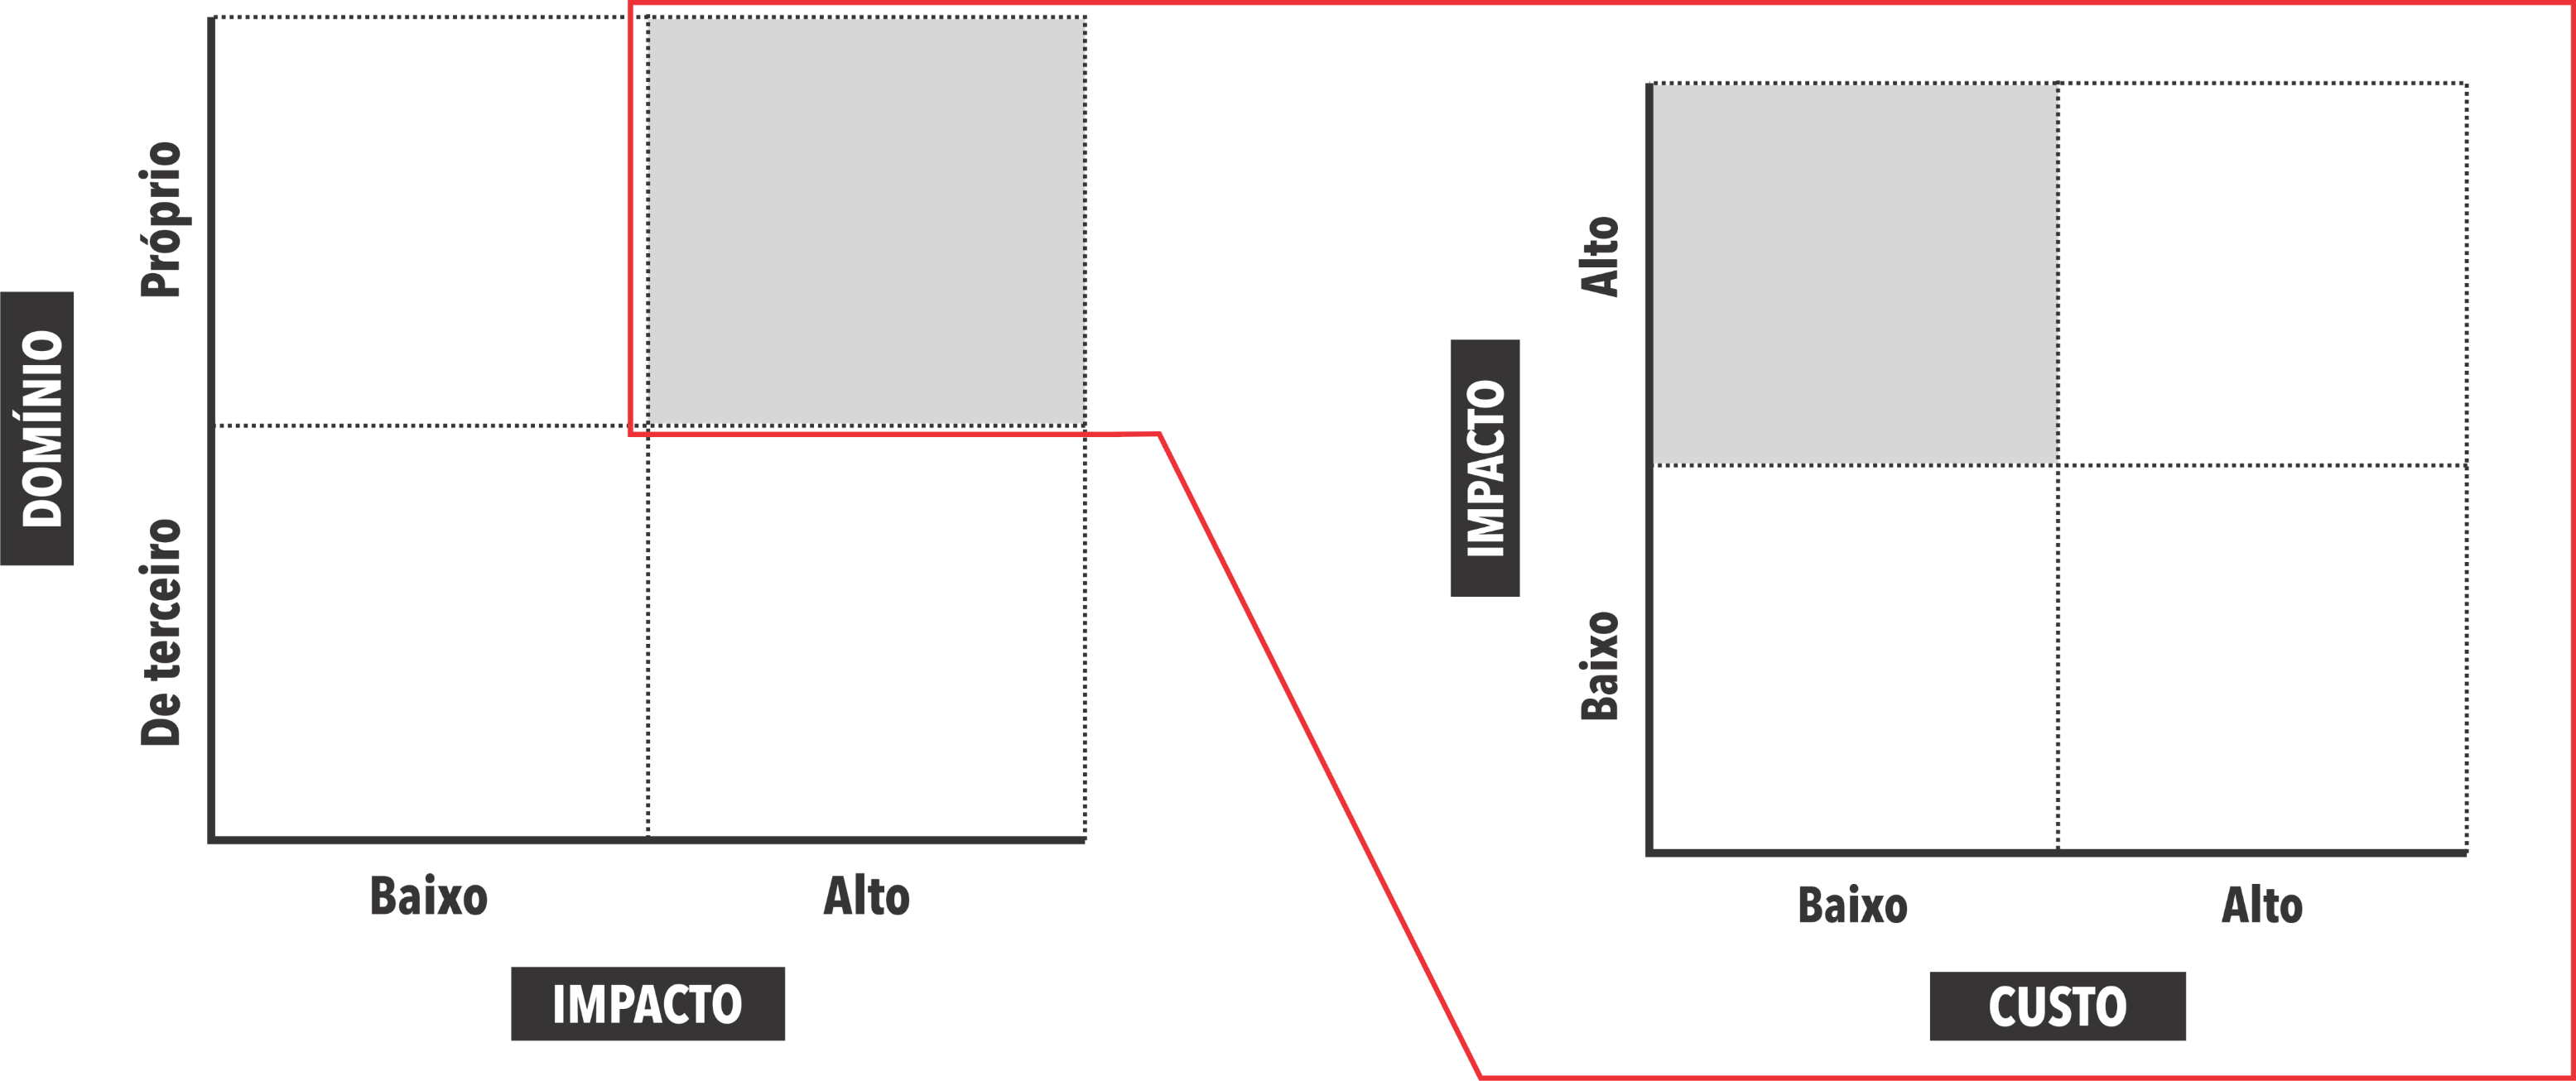 DOMÍNIO
Próprio
De terceiro
Baixo
Alto
IMPACTO
IMPACTO
Alto
Baixo
Baixo
Alto
CUSTO